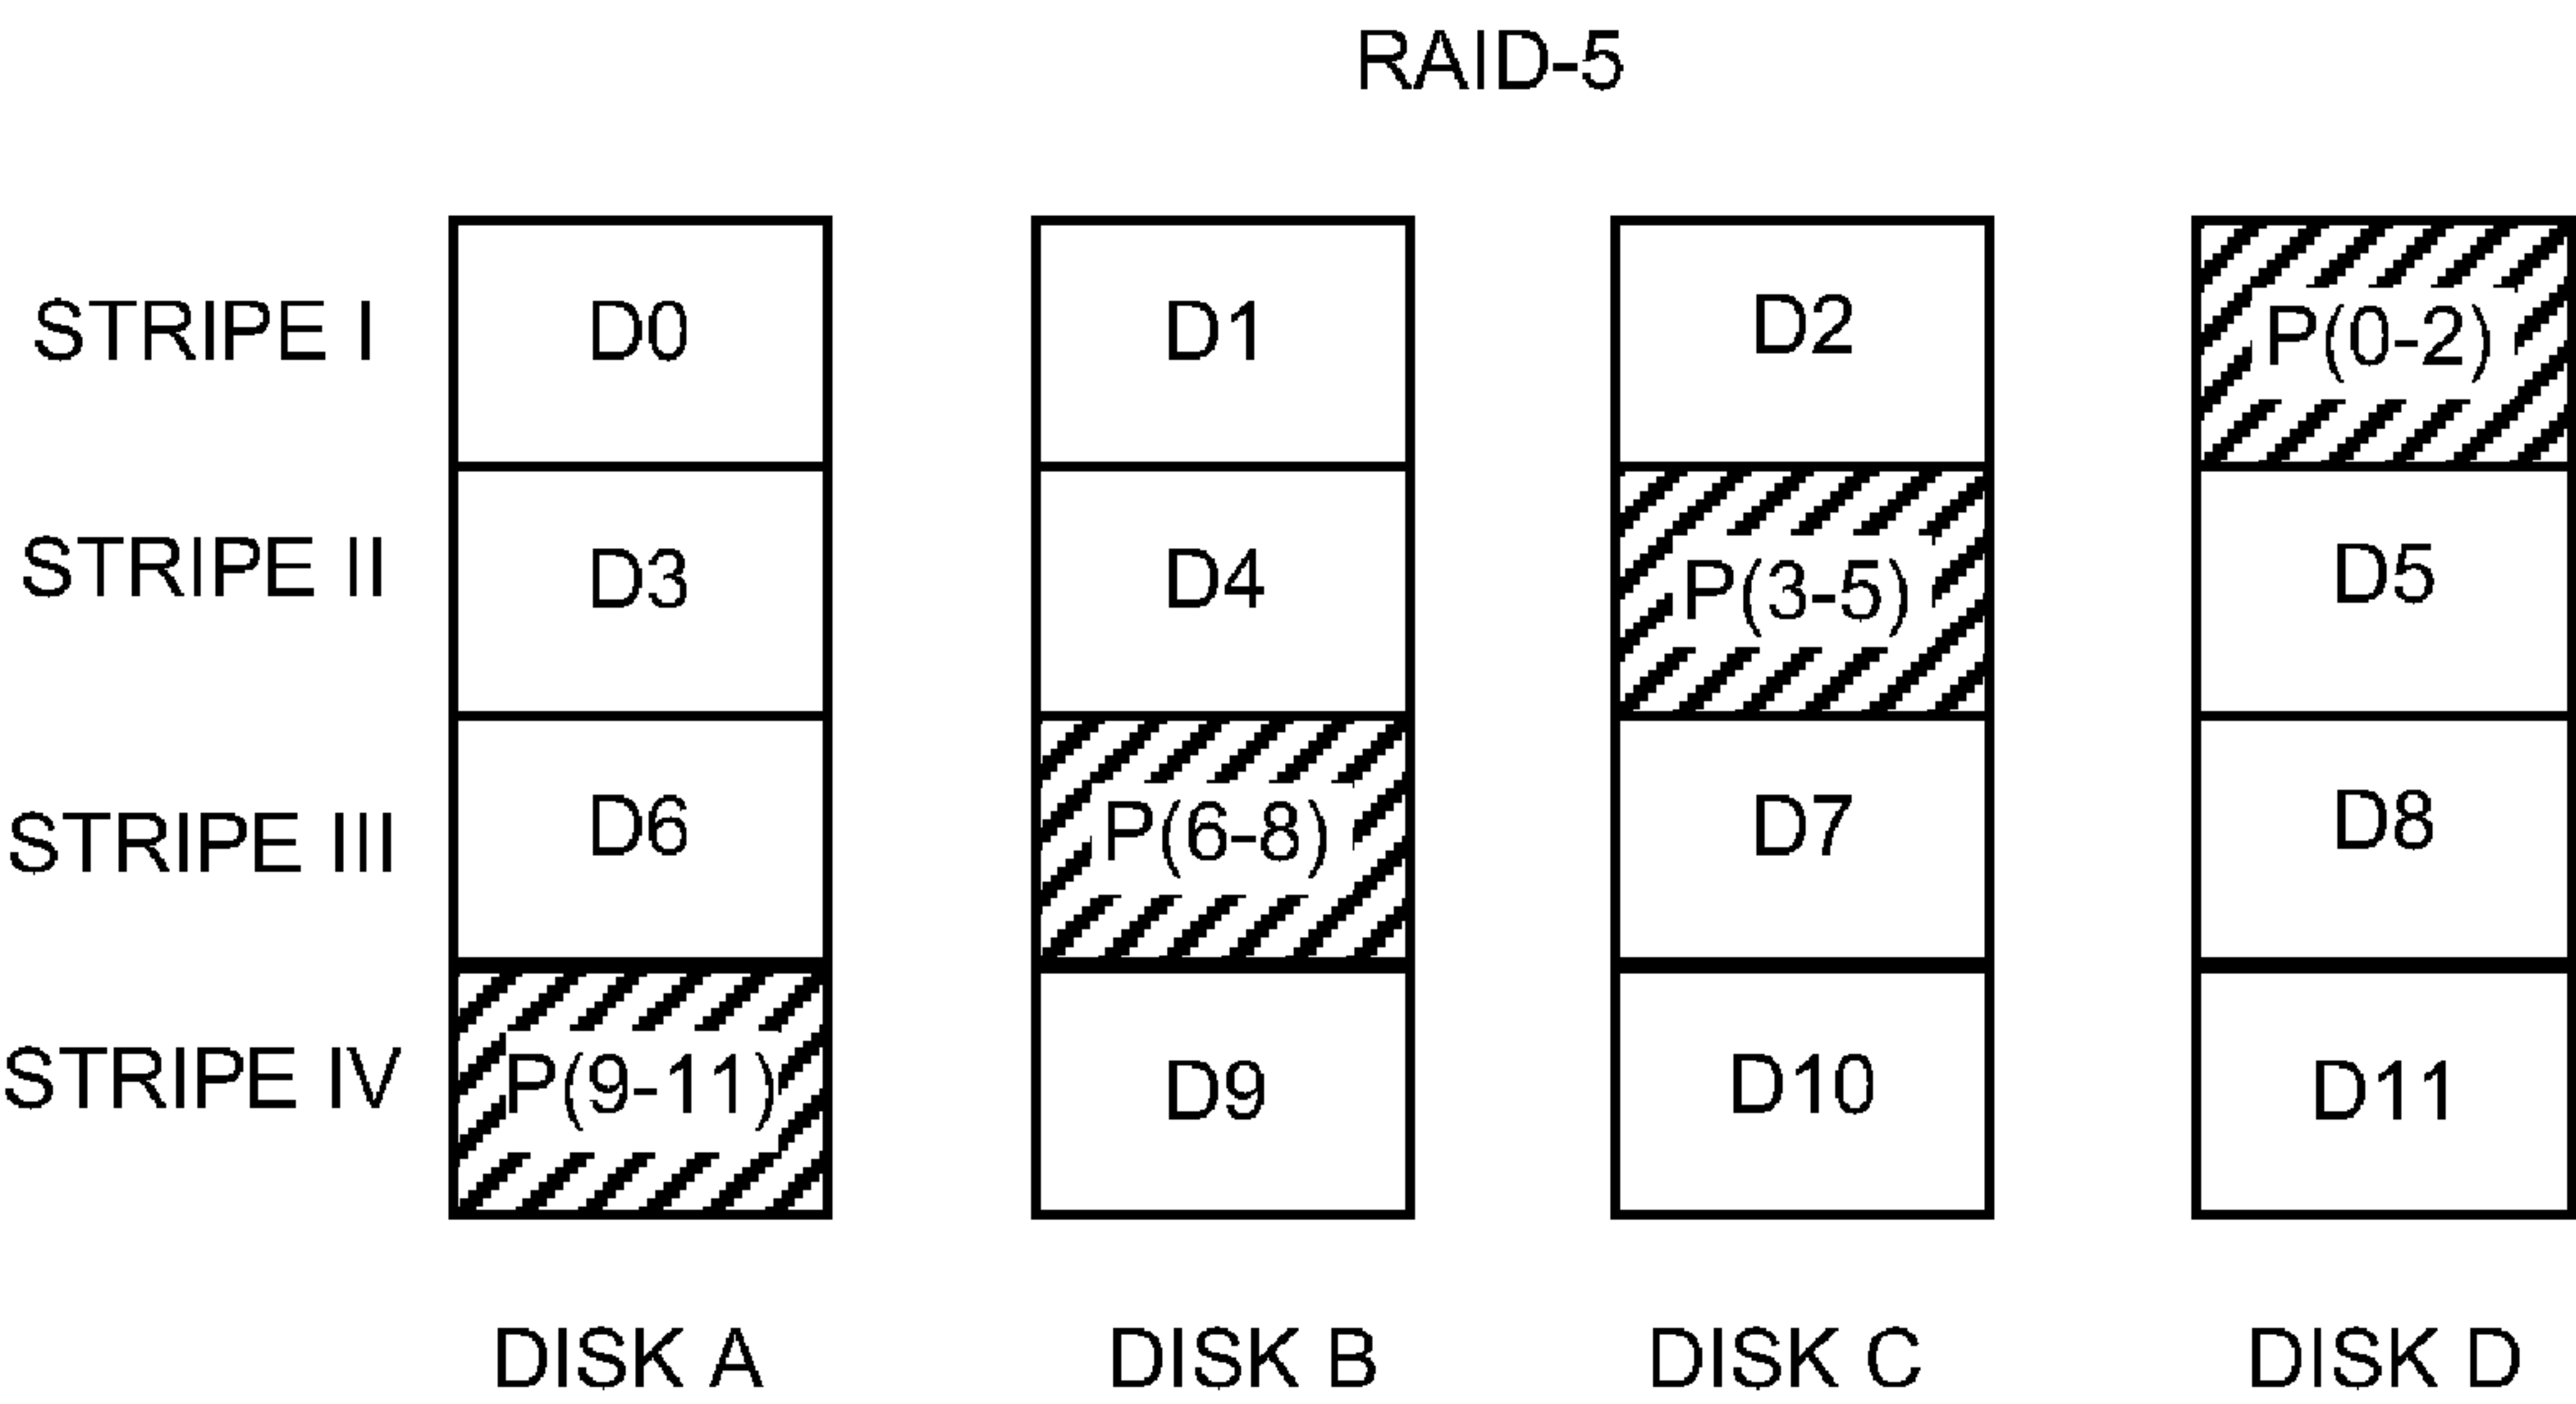 RAID-5
STRIPE I D0 D1 D2 P(0-2)
STRIPE II D3 D4 P(3-5) D5
STRIPE III D6 P(6-8) D7 D8
STRIPE IV P(9-11) D9 D10 D11
DISK A DISK B DISK C DISK D